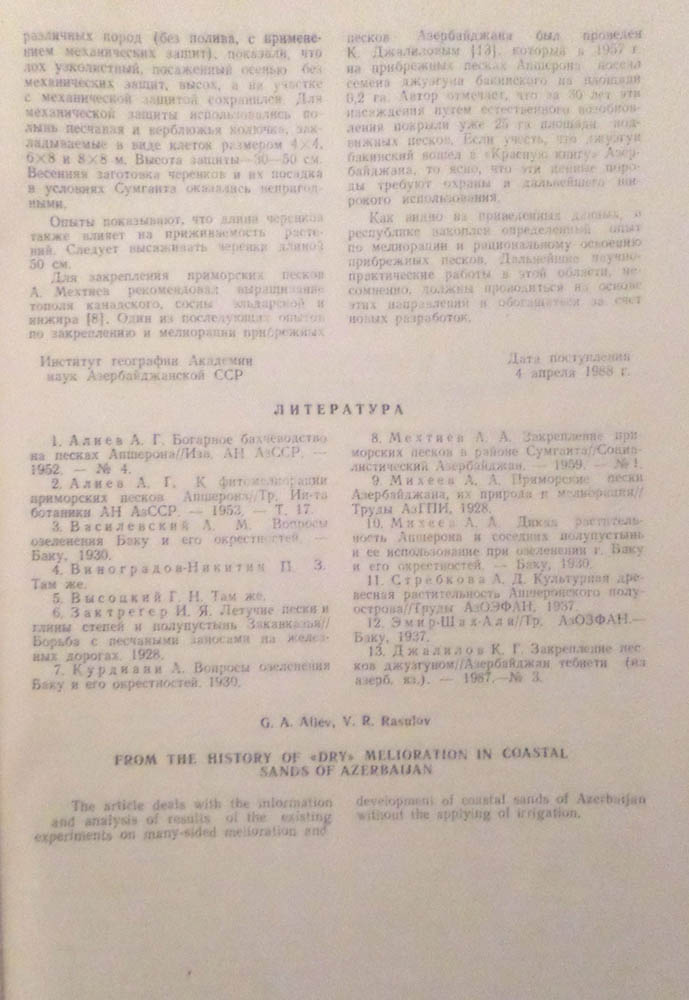 различных пород (без полива, с примене-
нием механических защит), показали, что
лох узколистный, посаженный осенью без
механических защит, высох, а на участке
с механической защитой сохранился. Для
механической защиты использовались по-
лынь песчаная и верблюжья колючка, зак-
ладываемые в виде клеток размером 4×4,
6×8 и 8×8 м. Высота защиты—30—50 см.
Весенняя заготовка черенков и их посадка
в условиях Сумгаита оказались непригод-
ными.
Опыты показывают, что длина черенков
также влияет на приживаемость расте-
ний. Следует высаживать черенки длиной
50 см.
Для закрепления приморских песков
А. Мехтиев рекомендовал выращивание
тополя канадского, сосны эльдарской и
инжира [8]. Один из последующих опытов
по закреплению и мелиорации прибрежных
песков Азербайджана был проведен
К. Джалиловым [13], который в 1957 г.
на прибрежных песках Апшерона посеял
семена джузгуна бакинского на площади
6,2 га. Автор отмечает, что за 30 лет эти
насаждения путем естественного возобнов-
ления покрыли уже 25 га площади под-
вижных песков. Если учесть, что джузгун
бакинский вошел в «Красную книгу» Азер-
байджана, то ясно, что эти ценные поро-
ды требуют охраны и дальнейшего ши-
рокого использования.
Как видно из приведенных данных, в
республике накоплен определенный опыт
по мелиорации и рациональному освоению
прибрежных песков. Дальнейшие научно-
практические работы в этой области, не-
сомненно, должны проводиться на основе
этих направлений и обогащаться за счет
новых разработок.
Институт географии Академии
наук Азербайджанской ССР
Дата поступления
4 апреля 1988 г.
ЛИТЕРАТУРА
1. Алиев А. Г. Богарное бахчеводство
на песках Апшерона//Изв. АН АзССР. —
1952. — № 4.
2. Алиев А. Г. К фитомелиорации
приморских песков Апшерона//Тр. Ин-та
ботаники АН АзССР. — 1953. — Т. 17.
3. Василевский А. М. Вопросы
озеленения Баку и его окрестностей. —
Баку, 1930.
4. Виноградов-Никитин П. З.
Там же.
5. Высоцкий Г. Н. Там же.
6. Зактрегер И. Я. Летучие пески и
глины степей и полупустынь Закавказья//
Борьба с песчаными заносами на желез-
ных дорогах. 1928.
7. Курдиани А. Вопросы озеленения
Баку и его окрестностей. 1930.
8. Мехтиев А. А. Закрепление при
морских песков в районе Сумгаита//Социа-
листический Азербайджан. — 1959. — № 1.
9. Михеев А. А. Приморские пески
Азербайджана, их природа и мелиорация//
Труды АзГПИ, 1928.
10. Михеев А. А. Дикая раститель-
ность Апшерона и соседних полупустынь
и ее использование при озеленении г. Баку
и его окрестностей. — Баку, 1930.
11. Стребкова А. Д. Культурная дре-
весная растительность Апшеронского полу-
острова//Труды АзОЗФАН, 1937.
12. Эмир-Шах-Али//Тр. АзОЗФАН.—
Баку, 1937.
13. Джалилов К. Г. Закрепление пес
ков джузгуном//Азербайджан тебиети (из
азерб. яз.). — 1987.—№ 3.
G. A. Aliev, V. R. Rasulov
FROM THE HISTORY OF «DRY» MELIORATION IN COASTAL
SANDS OF AZERBAIJAN
The article deals with the information
and analysis of results of the existing
experiments on many-sided melioration and
development of coastal sands of Azerbaijan
without the applying of irrigation.